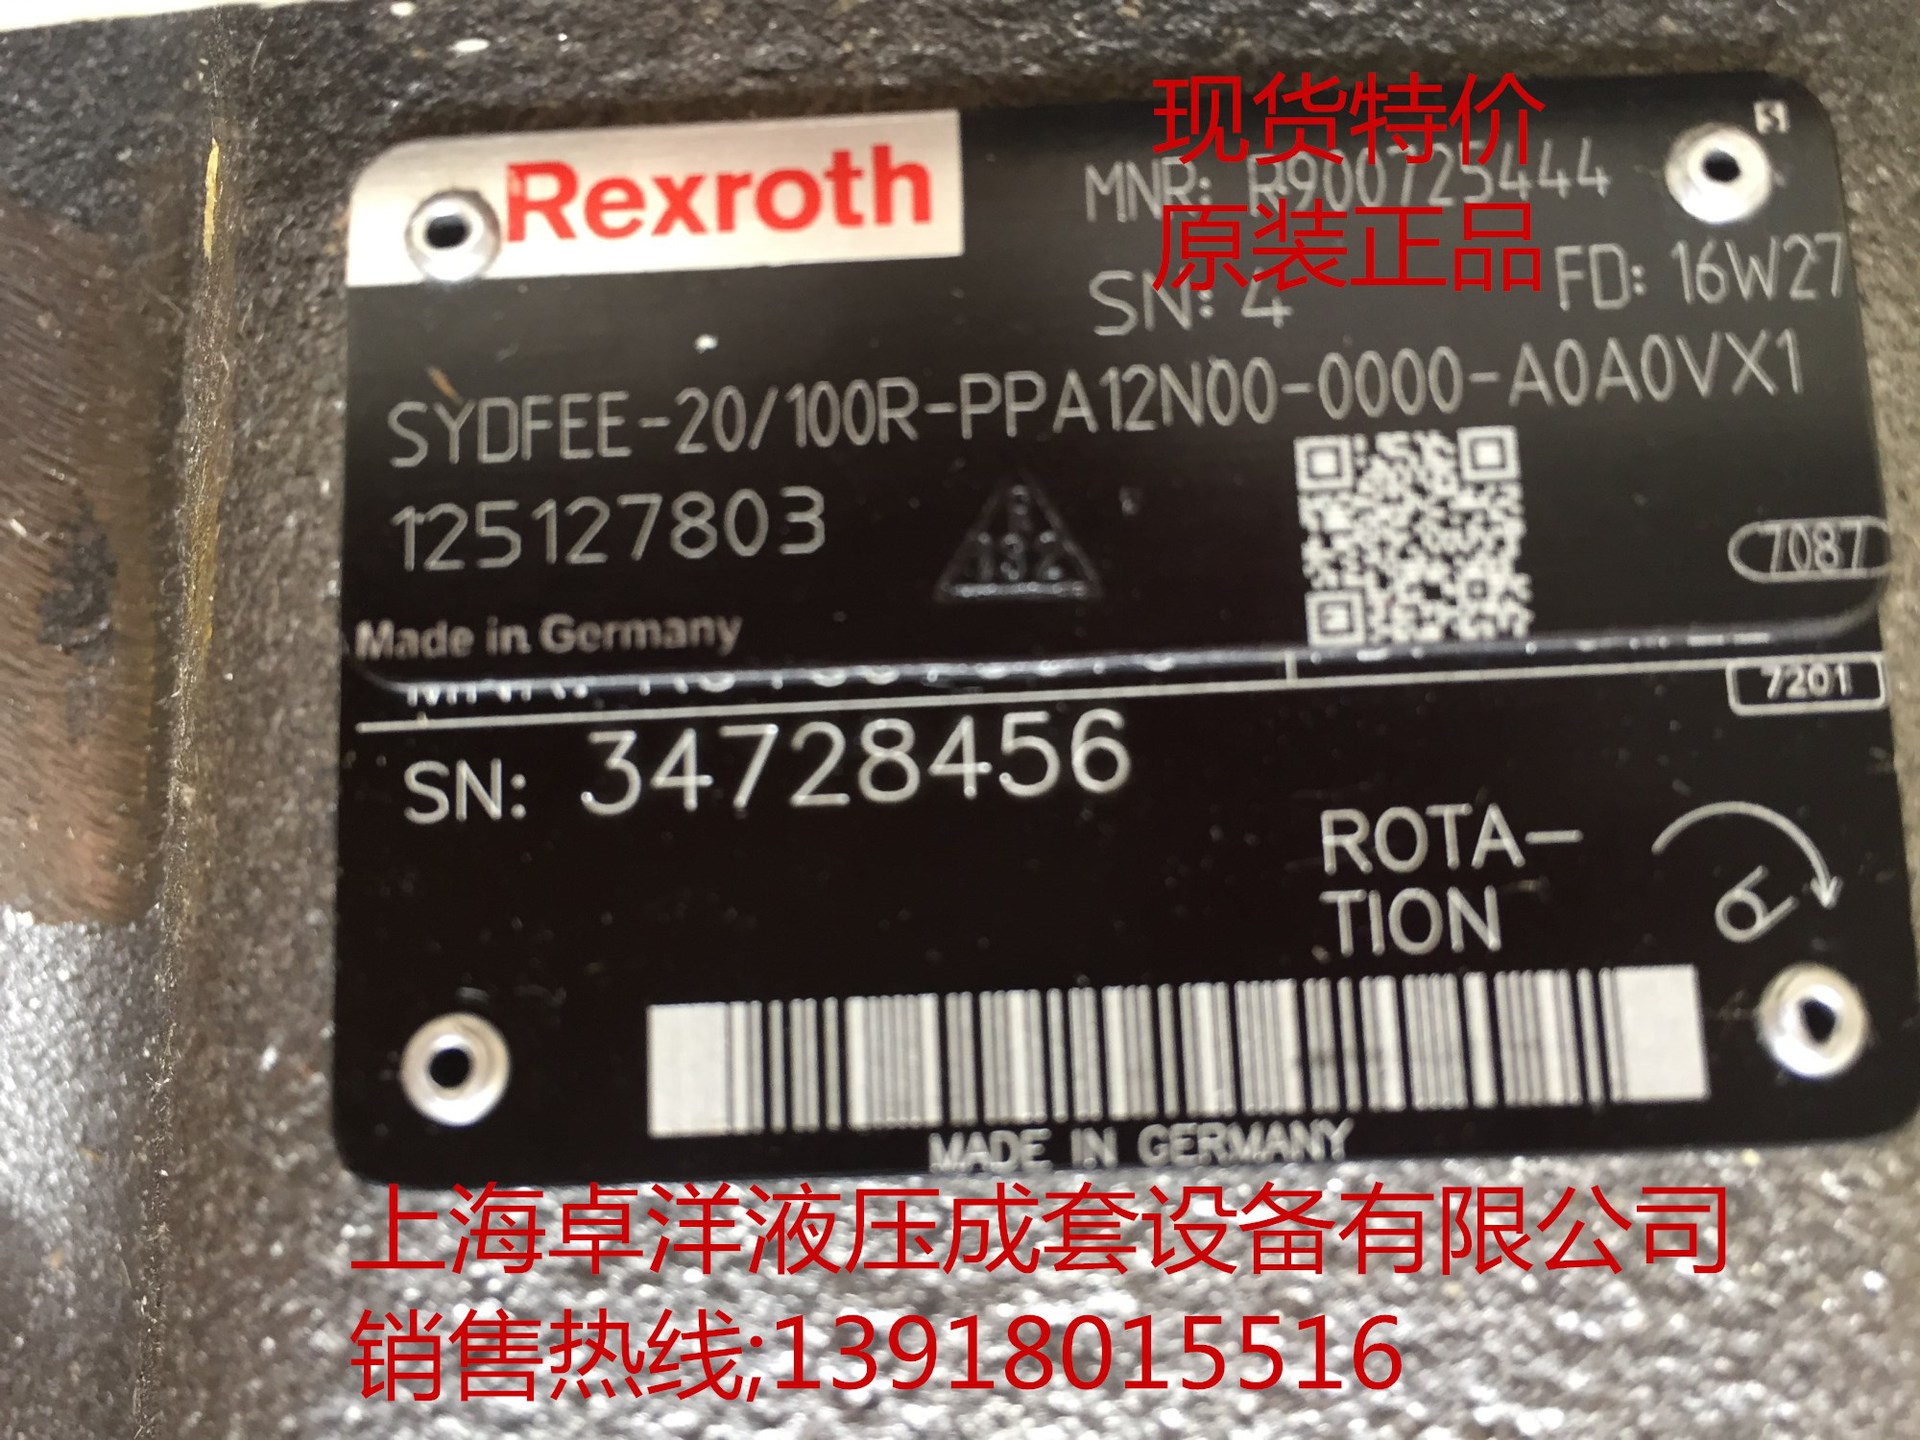 现货特价
Rexroth
S
MNR: R900725444
原装正品
SN: 4
FD: 16W27
SYDFEE-20/100R-PPA12N00-0000-A0A0VX1
125127803
132
7087
Made in Germany
7201
SN: 34728456
ROTA-
TION
R
MADE IN GERMANY
上海卓洋液压成套设备有限公司
销售热线;13918015516